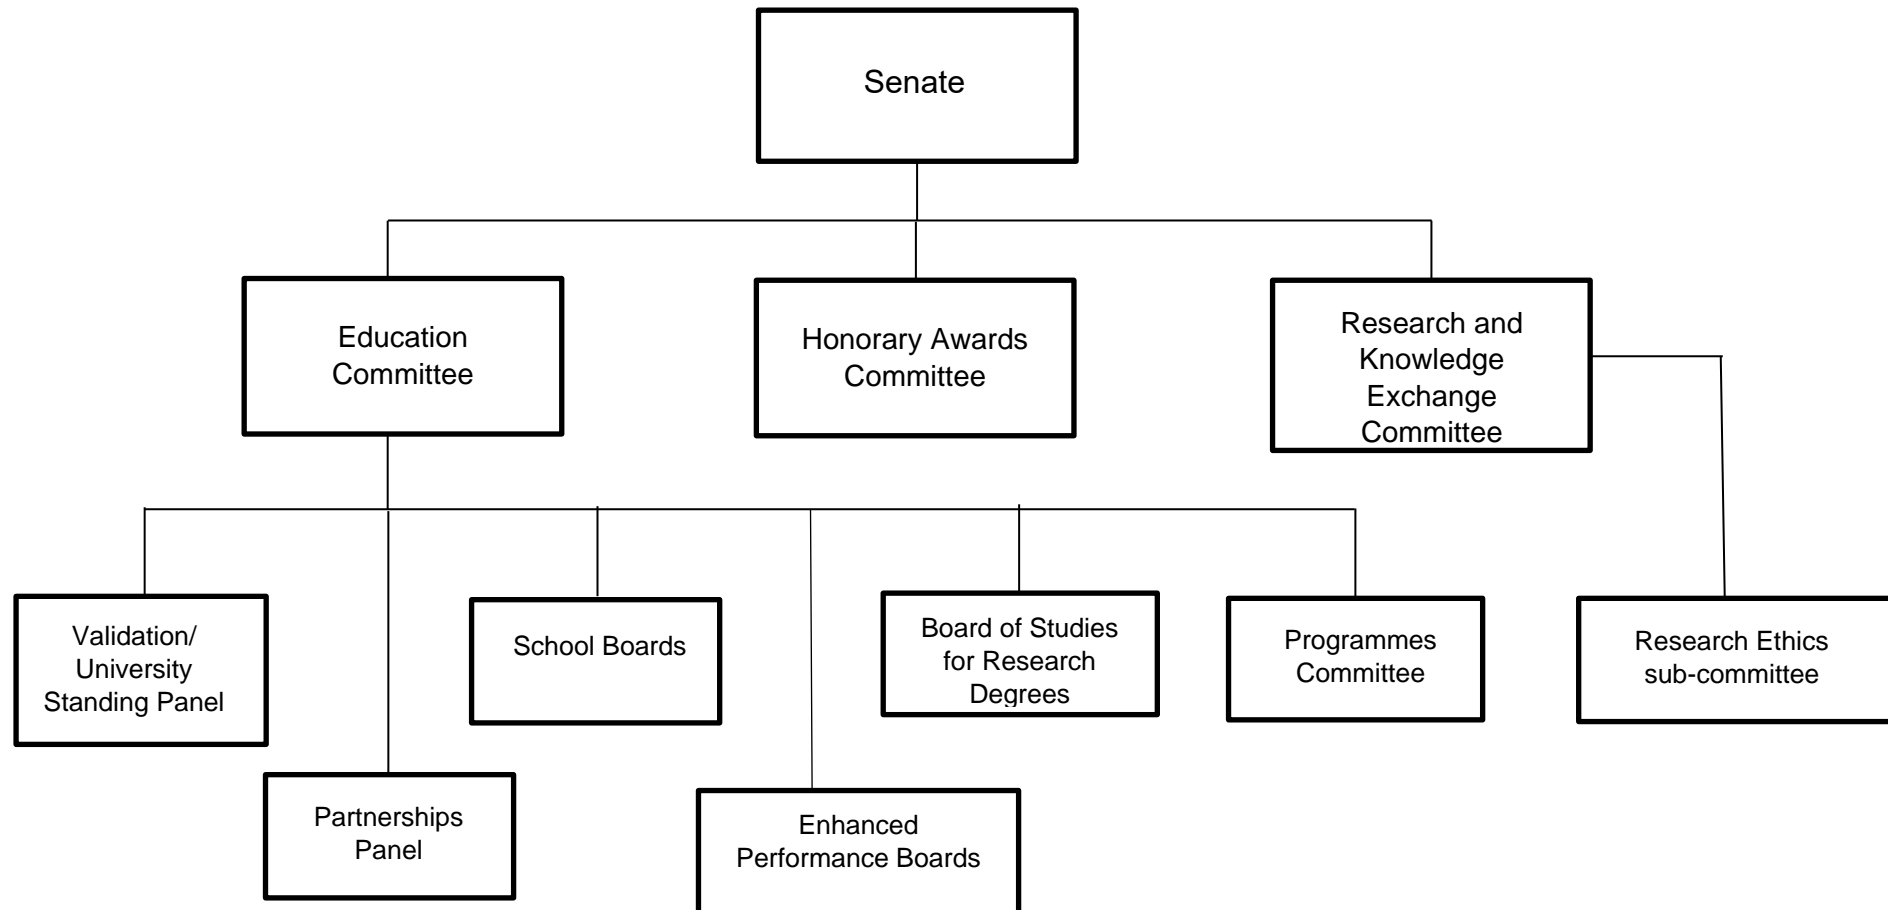 Senate
Education
Committee
Honorary Awards
Committee
Research and
Knowledge
Exchange
Committee
Validation/
University
Standing Panel
School Boards
Board of Studies
for Research
Degrees
Programmes
Committee
Research Ethics
sub-committee
Partnerships
Panel
Enhanced
Performance Boards